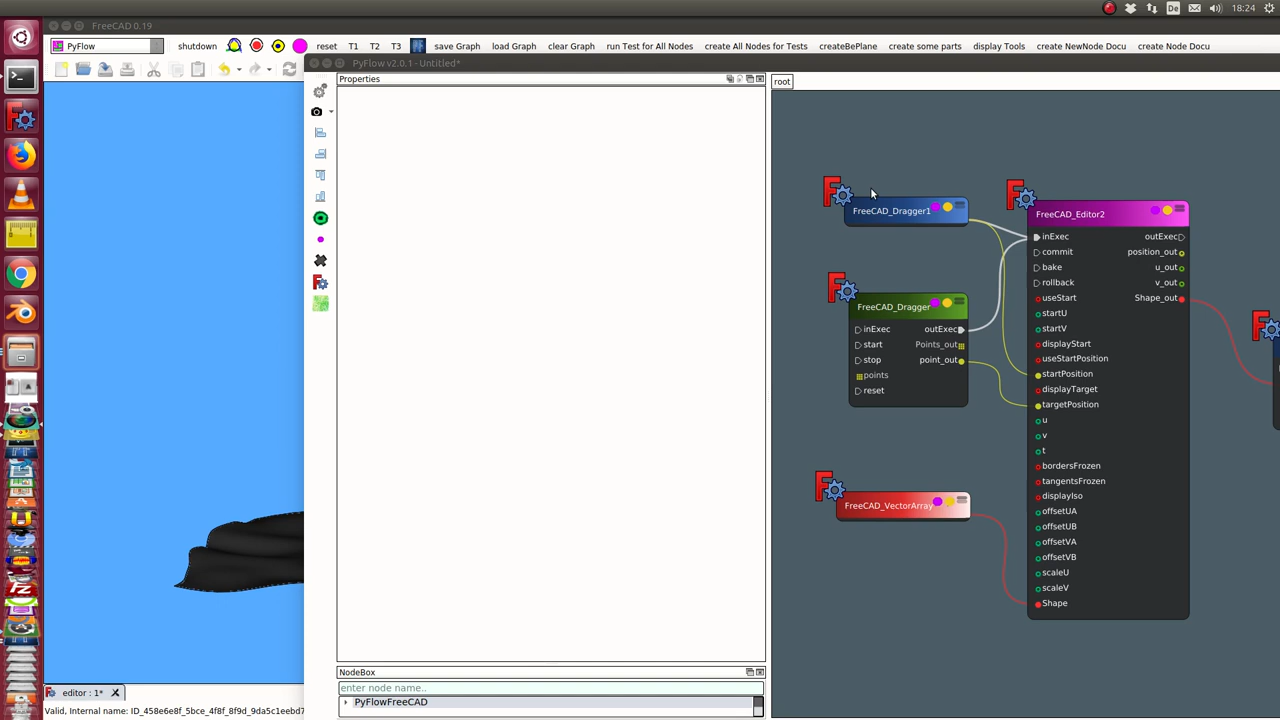 FreeCAD 0.19
De 18:24
PyFlow shutdown reset T1 T2 T3 save Graph load Graph clear Graph run Test for All Nodes create All Nodes for Tests createBePlane create some parts display Tools create NewNode Docu create Node Docu
PyFlow v2.0.1 - Untitled*
Properties
root
FreeCAD_Dragger1
FreeCAD_Editor2
inExec outExec
commit position_out
bake u_out
rollback v_out
useStart Shape_out
startU
startV
displayStart
useStartPosition
startPosition
displayTarget
targetPosition
u
v
t
bordersFrozen
tangentsFrozen
displayIso
offsetUA
offsetUB
offsetVA
offsetVB
scaleU
scaleV
Shape
FreeCAD_Dragger
inExec outExec
start Points_out
stop point_out
points
reset
FreeCAD_VectorArray
NodeBox
enter node name..
PyFlowFreeCAD
editor : 1*
Valid, Internal name: ID_458e6e8f_5bce_4f8f_8f9d_9da5c1eebd7